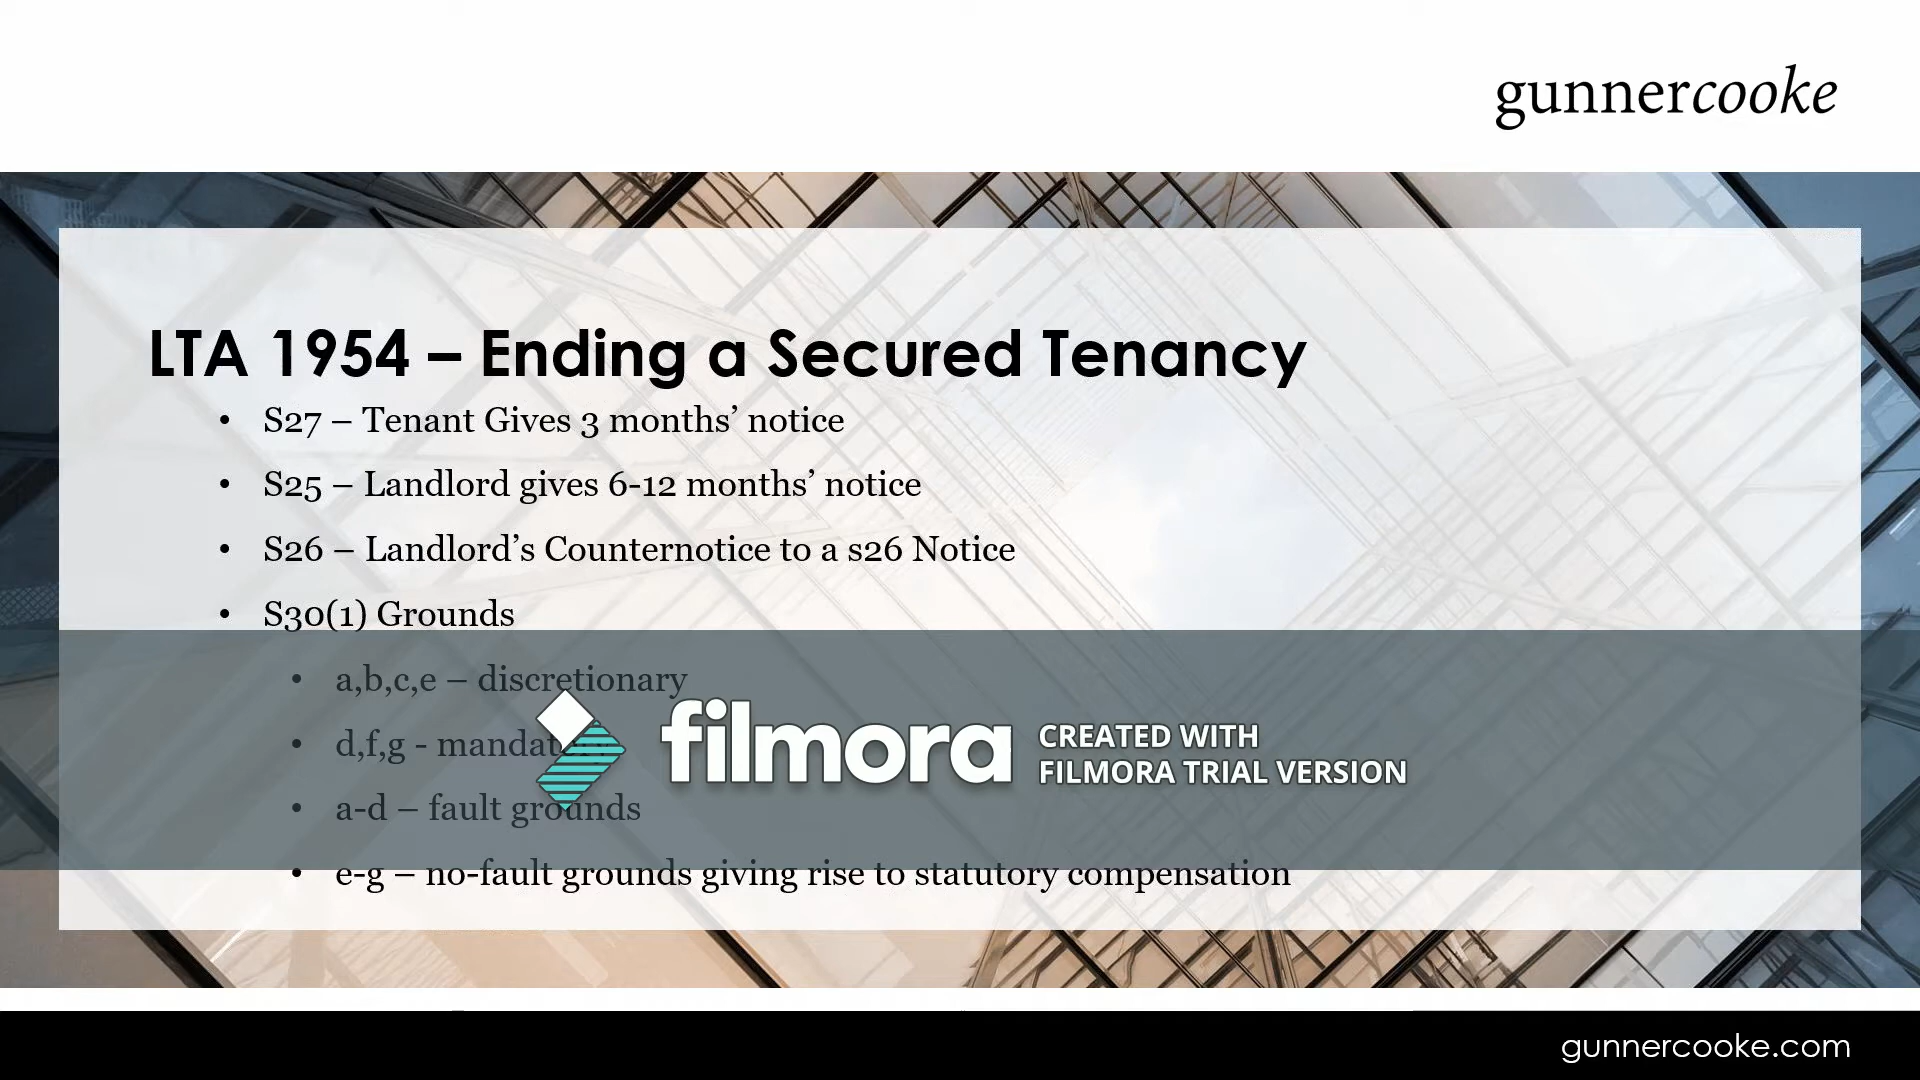 gunnercooke
LTA 1954 – Ending a Secured Tenancy
• S27 – Tenant Gives 3 months’ notice
• S25 – Landlord gives 6-12 months’ notice
• S26 – Landlord’s Counternotice to a s26 Notice
• S30(1) Grounds
• a,b,c,e – discretionary
• d,f,g - mandatory
• a-d – fault grounds
filmora
CREATED WITH
FILMORA TRIAL VERSION
• e-g – no-fault grounds giving rise to statutory compensation
gunnercooke.com